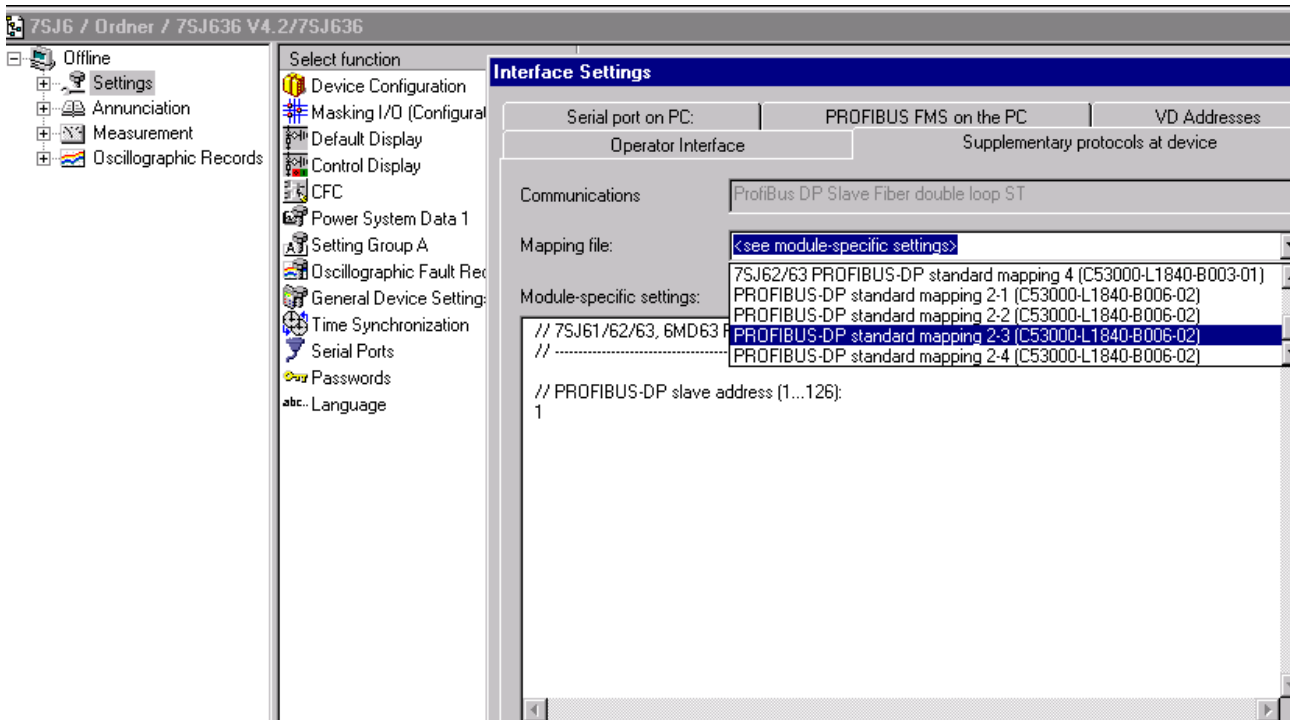 7SJ6 / Ordner / 7SJ636 V4.2/7SJ636
Offline
Settings
Annunciation
Measurement
Oscillographic Records
Select function
Device Configuration
Masking I/O (Configural
Default Display
Control Display
CFC
Power System Data 1
Setting Group A
Oscillographic Fault Rec
General Device Setting:
Time Synchronization
Serial Ports
Passwords
abc.. Language
Interface Settings
Serial port on PC:
PROFIBUS FMS on the PC
VD Addresses
Operator Interface
Supplementary protocols at device
Communications
ProfiBus DP Slave Fiber double loop ST
Mapping file:
<see module-specific settings>
7SJ62/63 PROFIBUS-DP standard mapping 4 (C53000-L1840-B003-01)
PROFIBUS-DP standard mapping 2-1 (C53000-L1840-B006-02)
PROFIBUS-DP standard mapping 2-2 (C53000-L1840-B006-02)
PROFIBUS-DP standard mapping 2-3 (C53000-L1840-B006-02)
PROFIBUS-DP standard mapping 2-4 (C53000-L1840-B006-02)
Module-specific settings:
// 7SJ61/62/63, 6MD63 P
// ------------------------------------
// PROFIBUS-DP slave address (1...126):
1